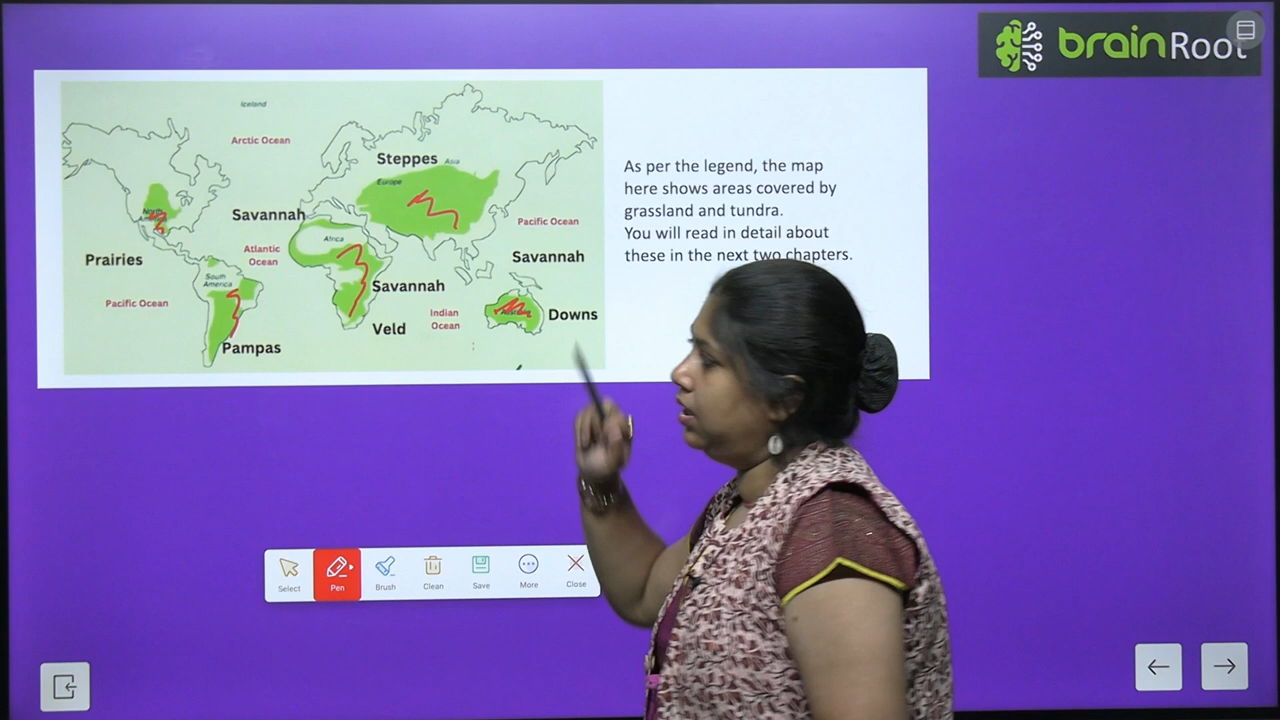 brainRoot
Iceland
Arctic Ocean
Steppes
Asia
Europe
North
Savannah
Pacific Ocean
Africa
Atlantic
Ocean
Prairies
Savannah
South
America
Savannah
Pacific Ocean
Indian
Ocean
Downs
Veld
Pampas
As per the legend, the map
here shows areas covered by
grassland and tundra.
You will read in detail about
these in the next two chapters.
Select
Pen
Brush
Clean
Save
More
Close